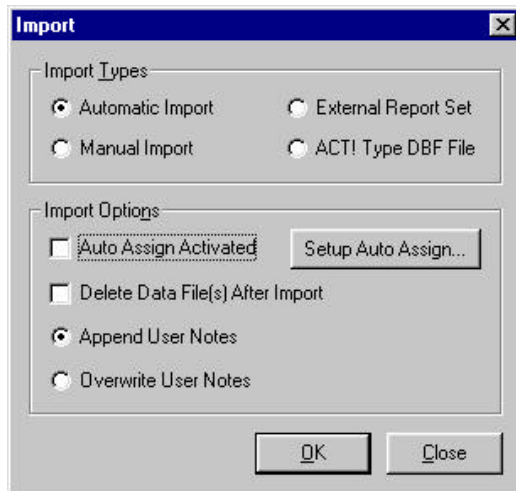 Import
Import Types
Automatic Import
External Report Set
Manual Import
ACT! Type DBF File
Import Options
Auto Assign Activated
Setup Auto Assign...
Delete Data File(s) After Import
Append User Notes
Overwrite User Notes
OK
Close